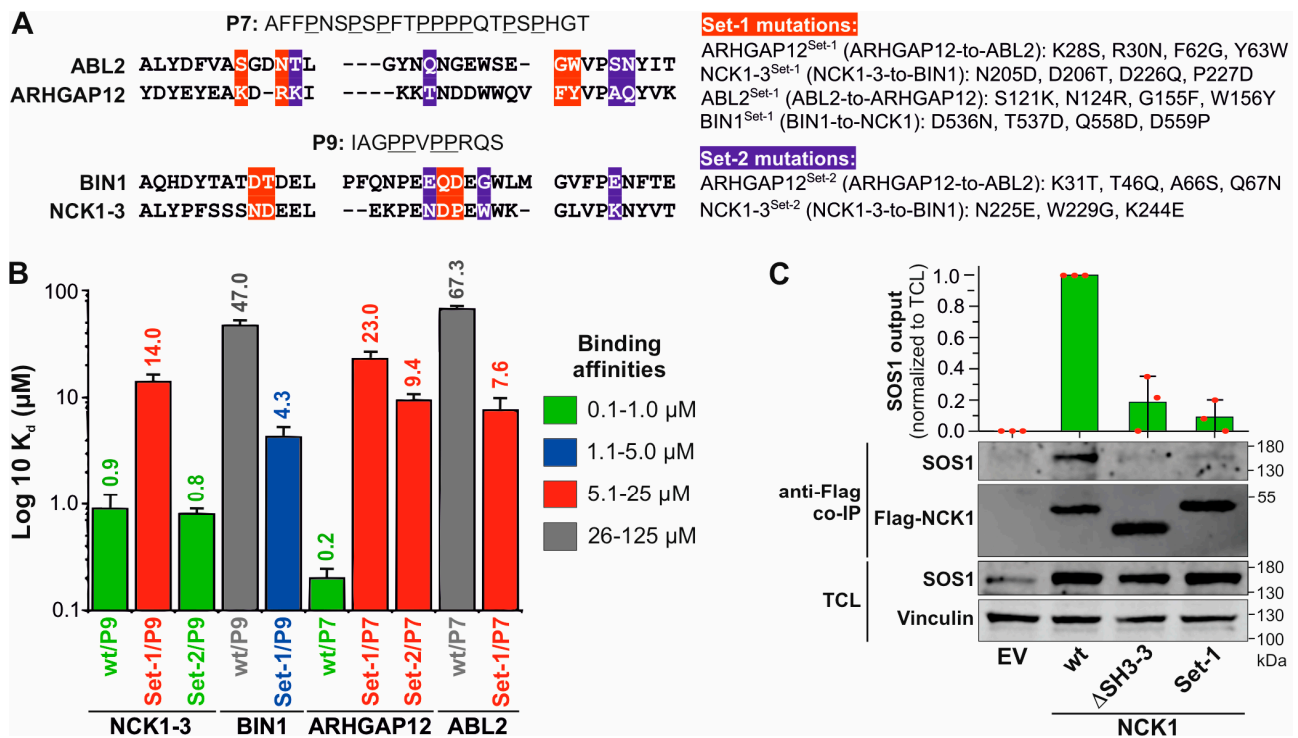 A
P7: AFFPNSPSPFTPPPPQTPSPHGT
ABL2 ALYDFVASGDNTL ---GYNQNGEWSE- GWVPSNYIT
ARHGAP12 YDYEYEAKD-RKI ----KKTNDDWWQV FYVPAQYVK
P9: IAGPPVPPRQS
BIN1 AQHDYTATDTDEL PFQNPEEQDEGWLM GVFPENFTE
NCK1-3 ALYPFSSSNDEEL --EKPENDPEWWK- GLVPKNYVT
Set-1 mutations:
ARHGAP12Set-1 (ARHGAP12-to-ABL2): K28S, R30N, F62G, Y63W
NCK1-3Set-1 (NCK1-3-to-BIN1): N205D, D206T, D226Q, P227D
ABL2Set-1 (ABL2-to-ARHGAP12): S121K, N124R, G155F, W156Y
BIN1Set-1 (BIN1-to-NCK1): D536N, T537D, Q558D, D559P
Set-2 mutations:
ARHGAP12Set-2 (ARHGAP12-to-ABL2): K31T, T46Q, A66S, Q67N
NCK1-3Set-2 (NCK1-3-to-BIN1): N225E, W229G, K244E
B
Log 10 Kd (µM)
100
10
1.0
0.1
0.9
14.0
0.8
47.0
4.3
0.2
23.0
9.4
67.3
7.6
wt/P9
Set-1/P9
Set-2/P9
wt/P9
Set-1/P9
wt/P7
Set-1/P7
Set-2/P7
wt/P7
Set-1/P7
NCK1-3
BIN1
ARHGAP12
ABL2
Binding
affinities
0.1-1.0 µM
1.1-5.0 µM
5.1-25 µM
26-125 µM
C
SOS1 output
(normalized to TCL)
1.0
0.8
0.6
0.4
0.2
0.0
anti-Flag
co-IP
SOS1
180
130
Flag-NCK1
55
TCL
SOS1
180
130
Vinculin
130
100
kDa
EV
wt
ΔSH3-3
Set-1
NCK1